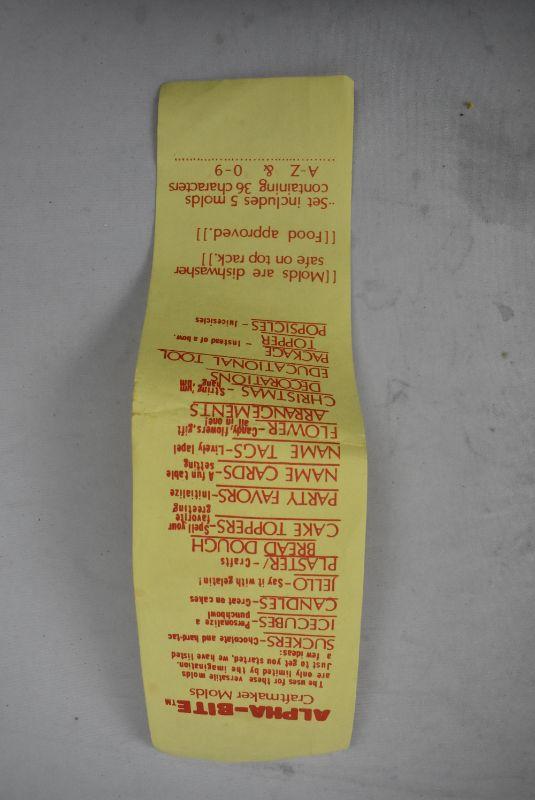 ALPHA-BITE™
Craftmaker Molds
The uses for these versatile molds
are only limited by the imagination.
Just to get you started, we have listed
a few ideas:
SUCKERS-Chocolate and hard-tac
ICECUBES-Personalize a
punchbowl
CANDLES-Great on cakes
JELLO-Say it with gelatin!
PLASTER/-Crafts
BREAD DOUGH
CAKE TOPPERS-Spell your
favorite
greeting
PARTY FAVORS-Initialize
NAME CARDS-A fun table
setting
NAME TAGS-Lively lapel
FLOWER-Candy, flowers, gift,
ARRANGEMENTS all in one!
CHRISTMAS-String 'um
DECORATIONS hang 'um
EDUCATIONAL TOOL
PACKAGE
TOPPER - Instead of a bow.
POPSICLES-Juicesicles
[[Molds are dishwasher
safe on top rack.]]
[[Food approved.]]
··Set includes 5 molds
containing 36 characters
A-Z & 0-9